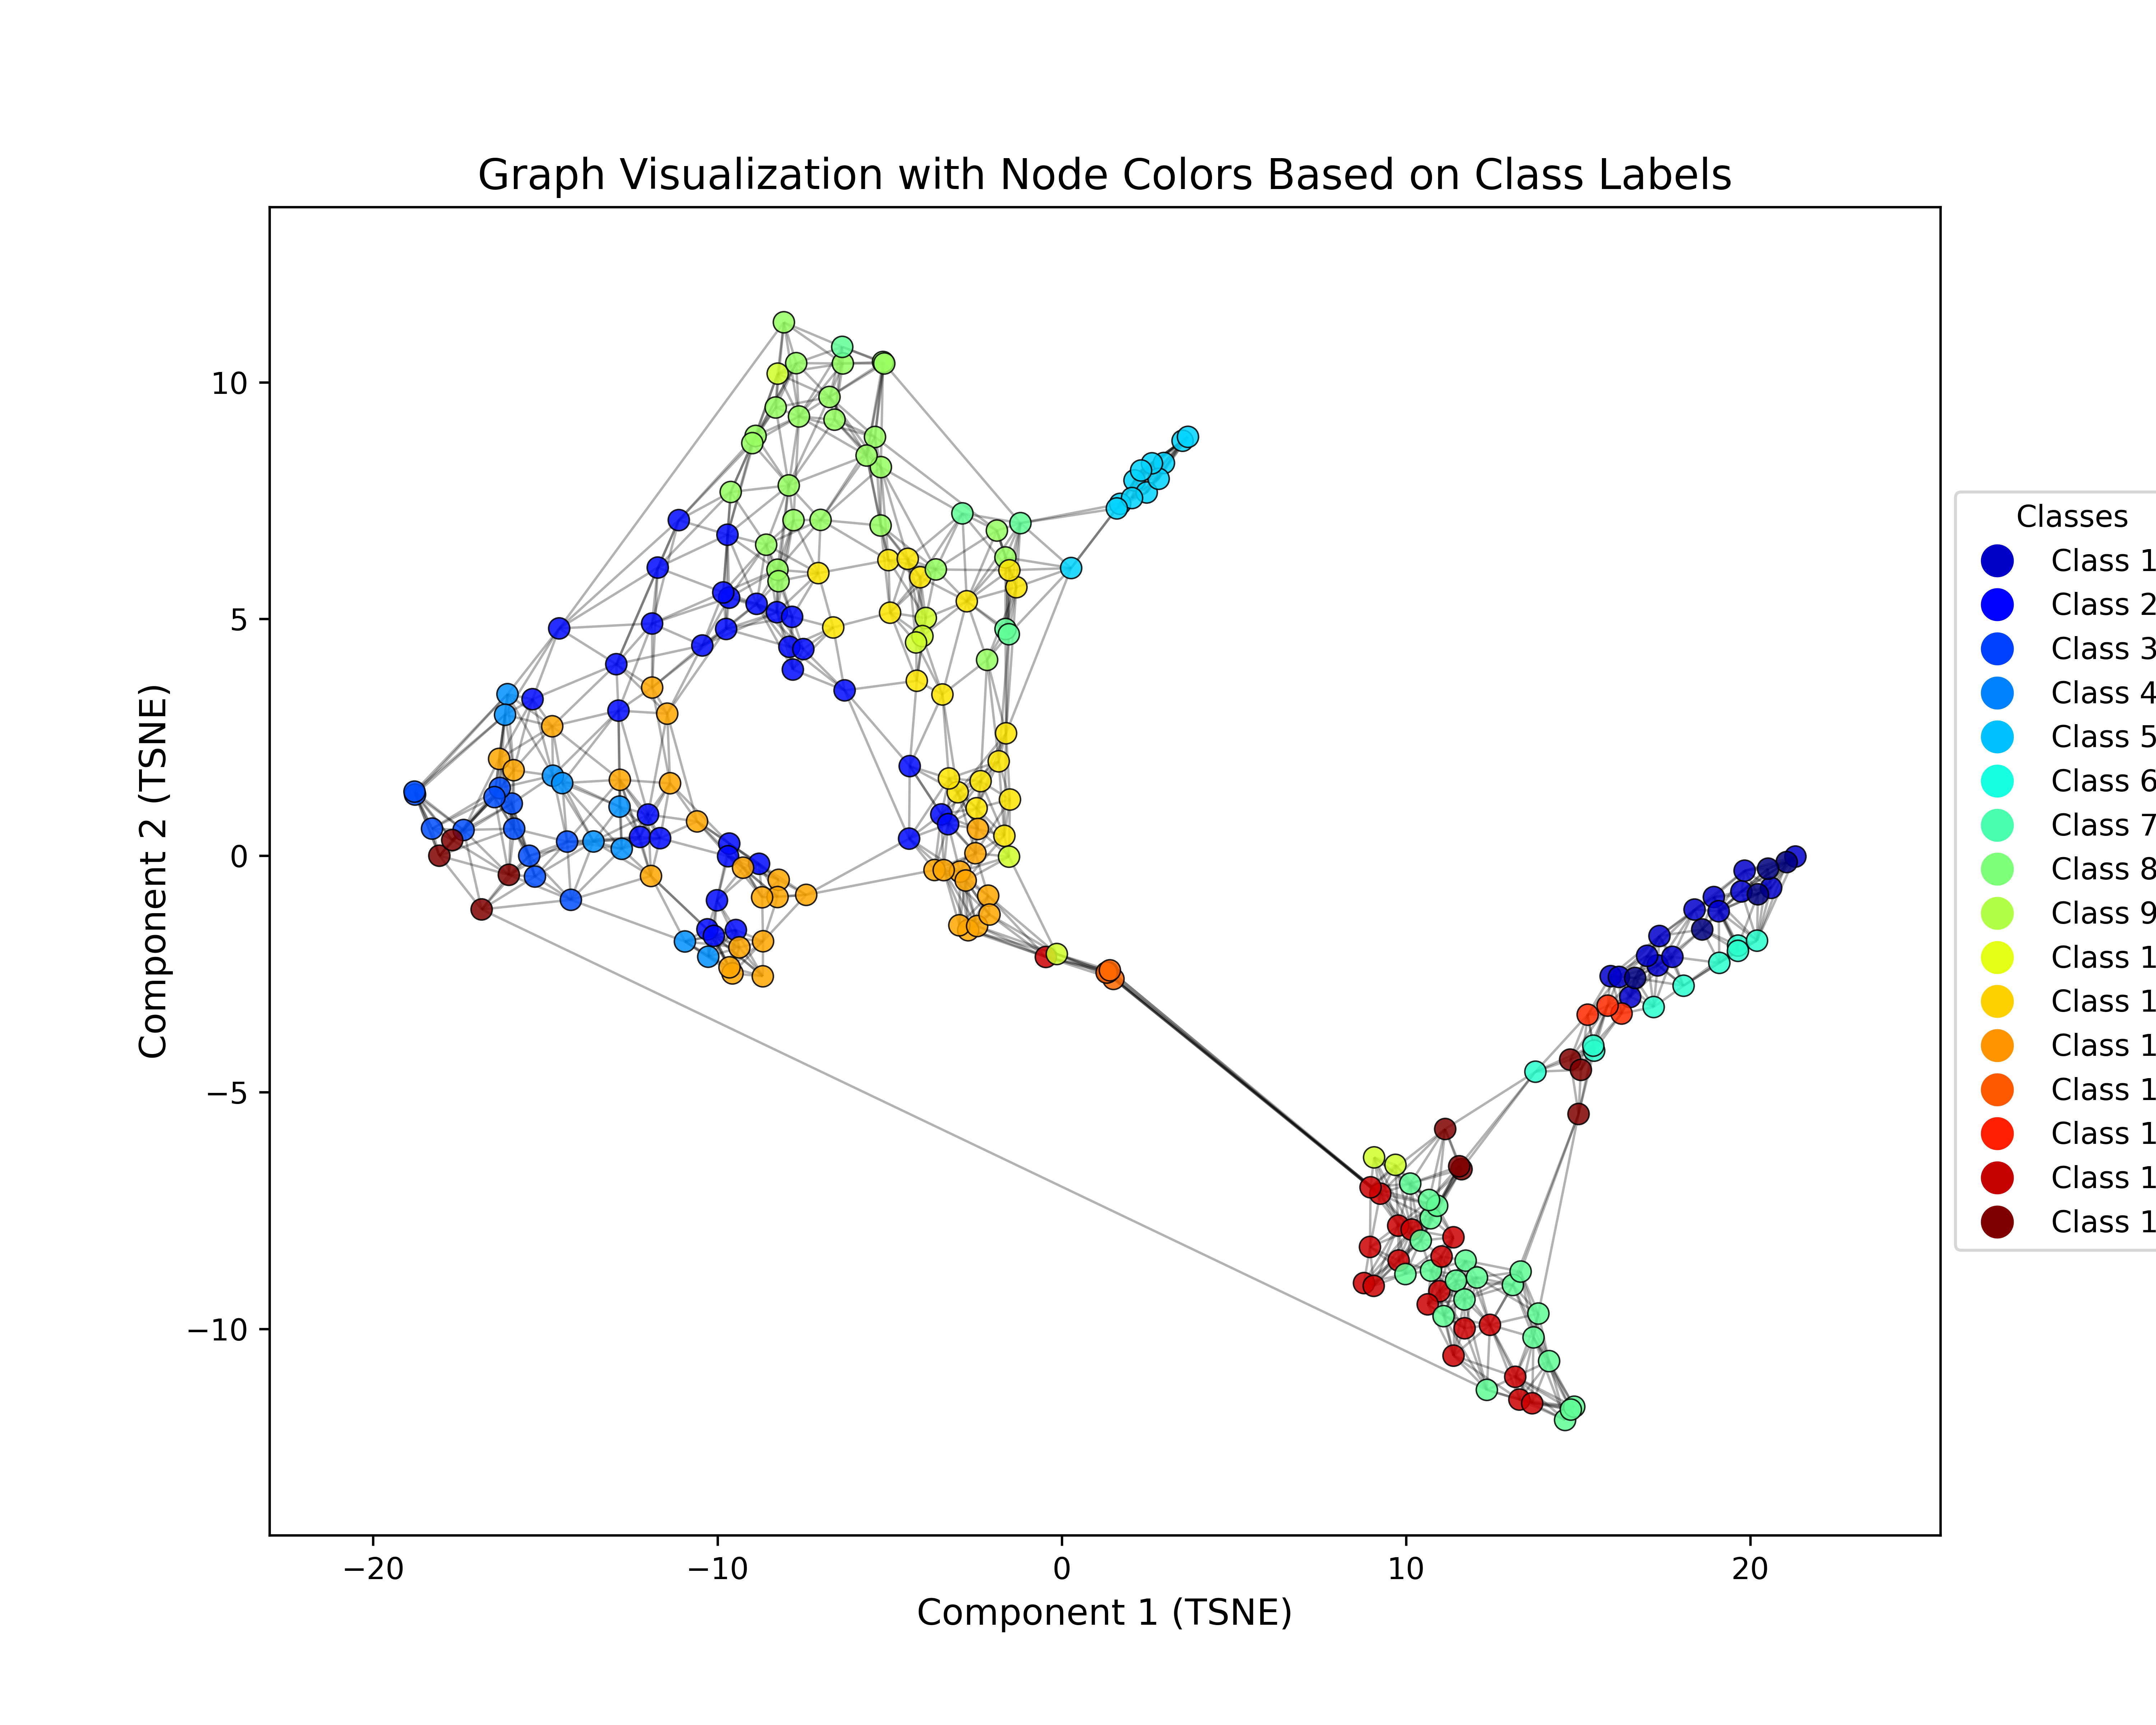 Graph Visualization with Node Colors Based on Class Labels
10
5
0
−5
−10
Component 2 (TSNE)
−20
−10
0
10
20
Component 1 (TSNE)
Classes
Class 1
Class 2
Class 3
Class 4
Class 5
Class 6
Class 7
Class 8
Class 9
Class 1
Class 1
Class 1
Class 1
Class 1
Class 1
Class 1